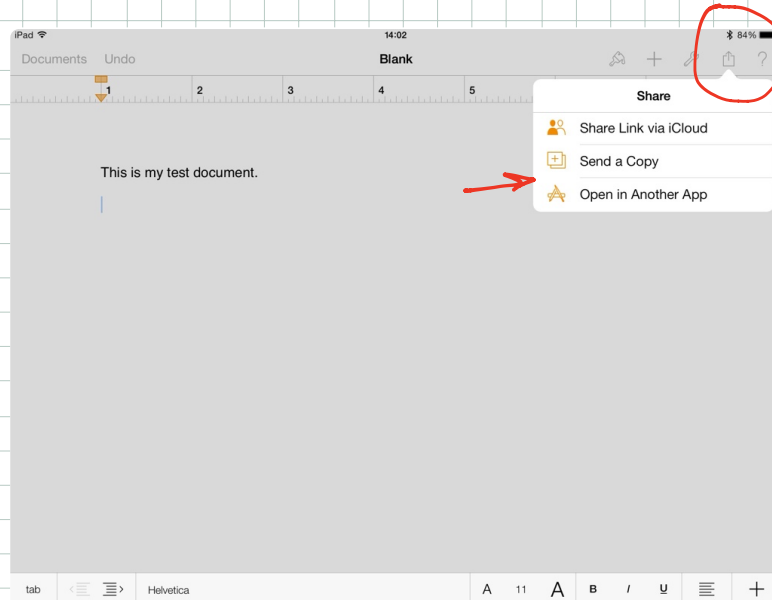 iPad 14:02 84%
Documents Undo Blank ?
1 2 3 4 5
Share
Share Link via iCloud
Send a Copy
Open in Another App
This is my test document.
tab Helvetica A 11 A B I U